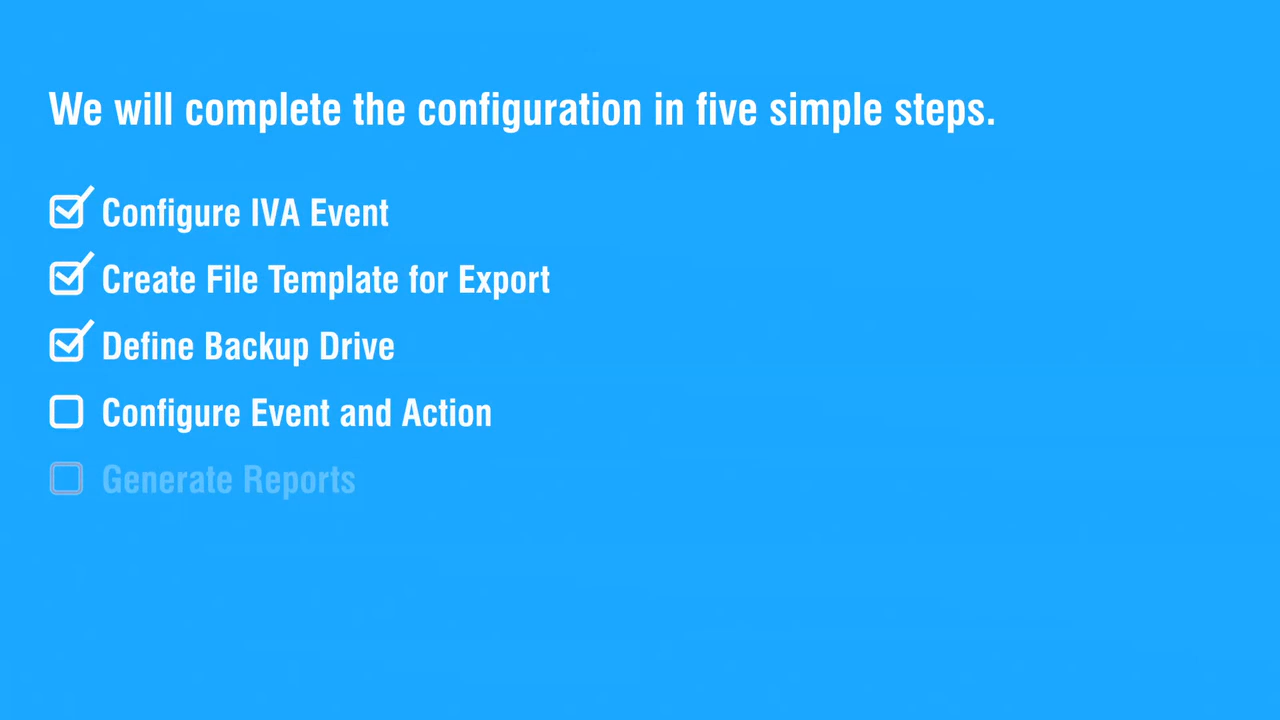 We will complete the configuration in five simple steps.
Configure IVA Event
Create File Template for Export
Define Backup Drive
Configure Event and Action
Generate Reports